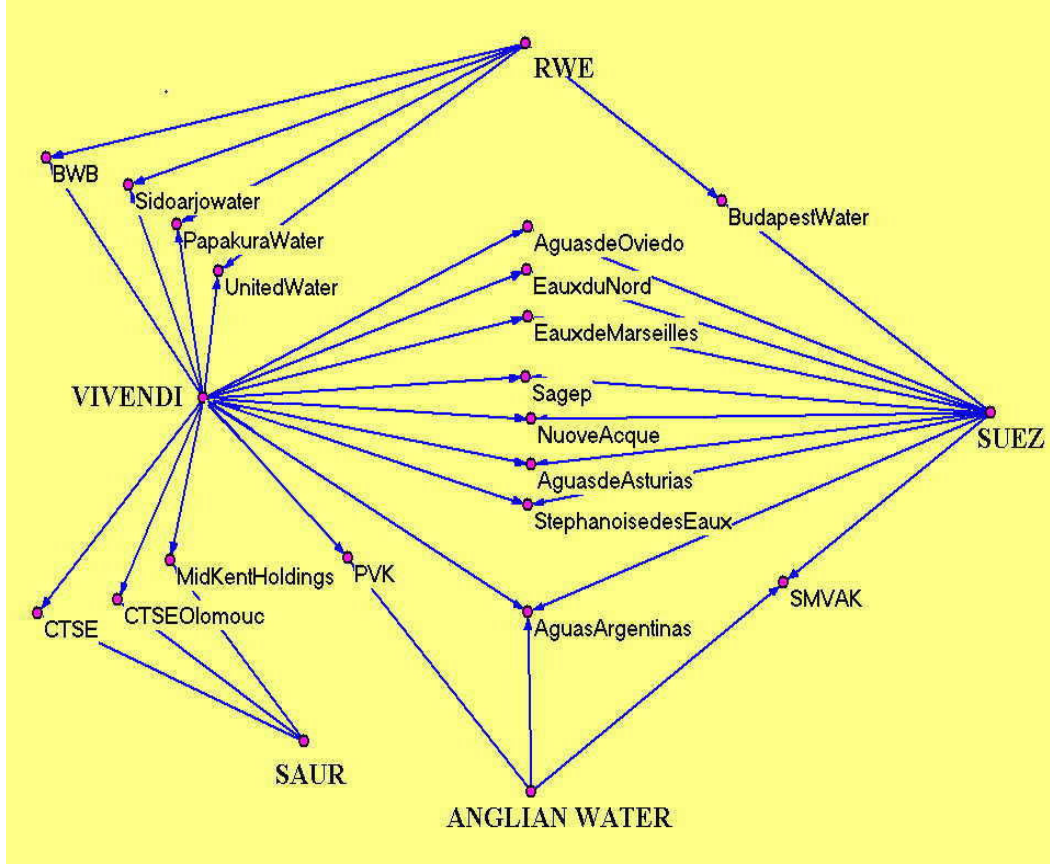 RWE
BWB
Sidoarjowater
BudapestWater
PapakuraWater
AguasdeOviedo
UnitedWater
EauxduNord
EauxdeMarseilles
VIVENDI
Sagep
NuoveAcque
SUEZ
AguasdeAsturias
StephanoisedesEaux
MidKentHoldings
PVK
SMVAK
CTSEOlomouc
CTSE
AguasArgentinas
SAUR
ANGLIAN WATER